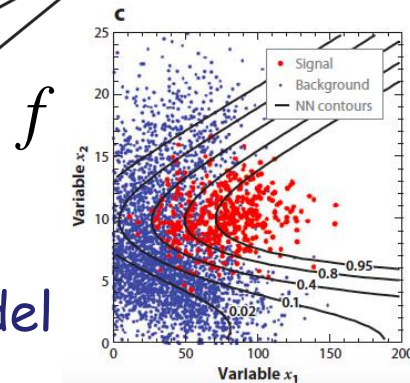 c
f
del
Signal
Background
NN contours
Variable x₂
25
20
15
10
5
0
0.95
0.8
0.4
0.1
0.02
0
50
100
150
200
Variable x₁